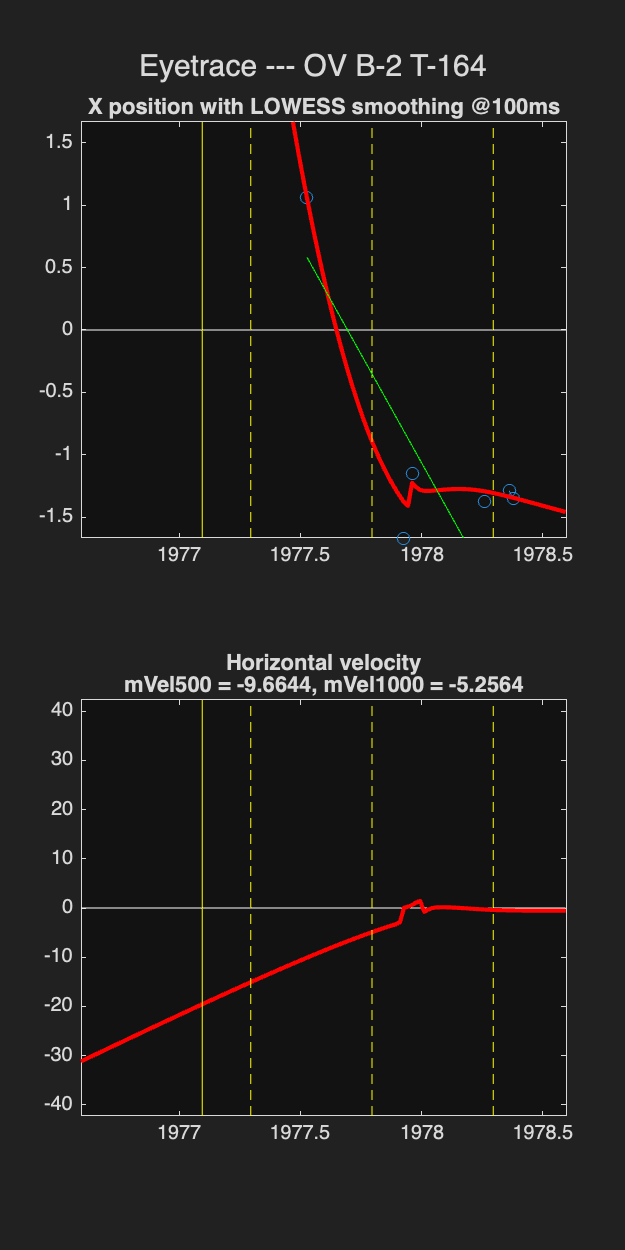 Eyetrace --- OV B-2 T-164
X position with LOWESS smoothing @100ms
1.5
1
0.5
0
-0.5
-1
-1.5
1977 1977.5 1978 1978.5
Horizontal velocity
mVel500 = -9.6644, mVel1000 = -5.2564
40
30
20
10
0
-10
-20
-30
-40
1977 1977.5 1978 1978.5